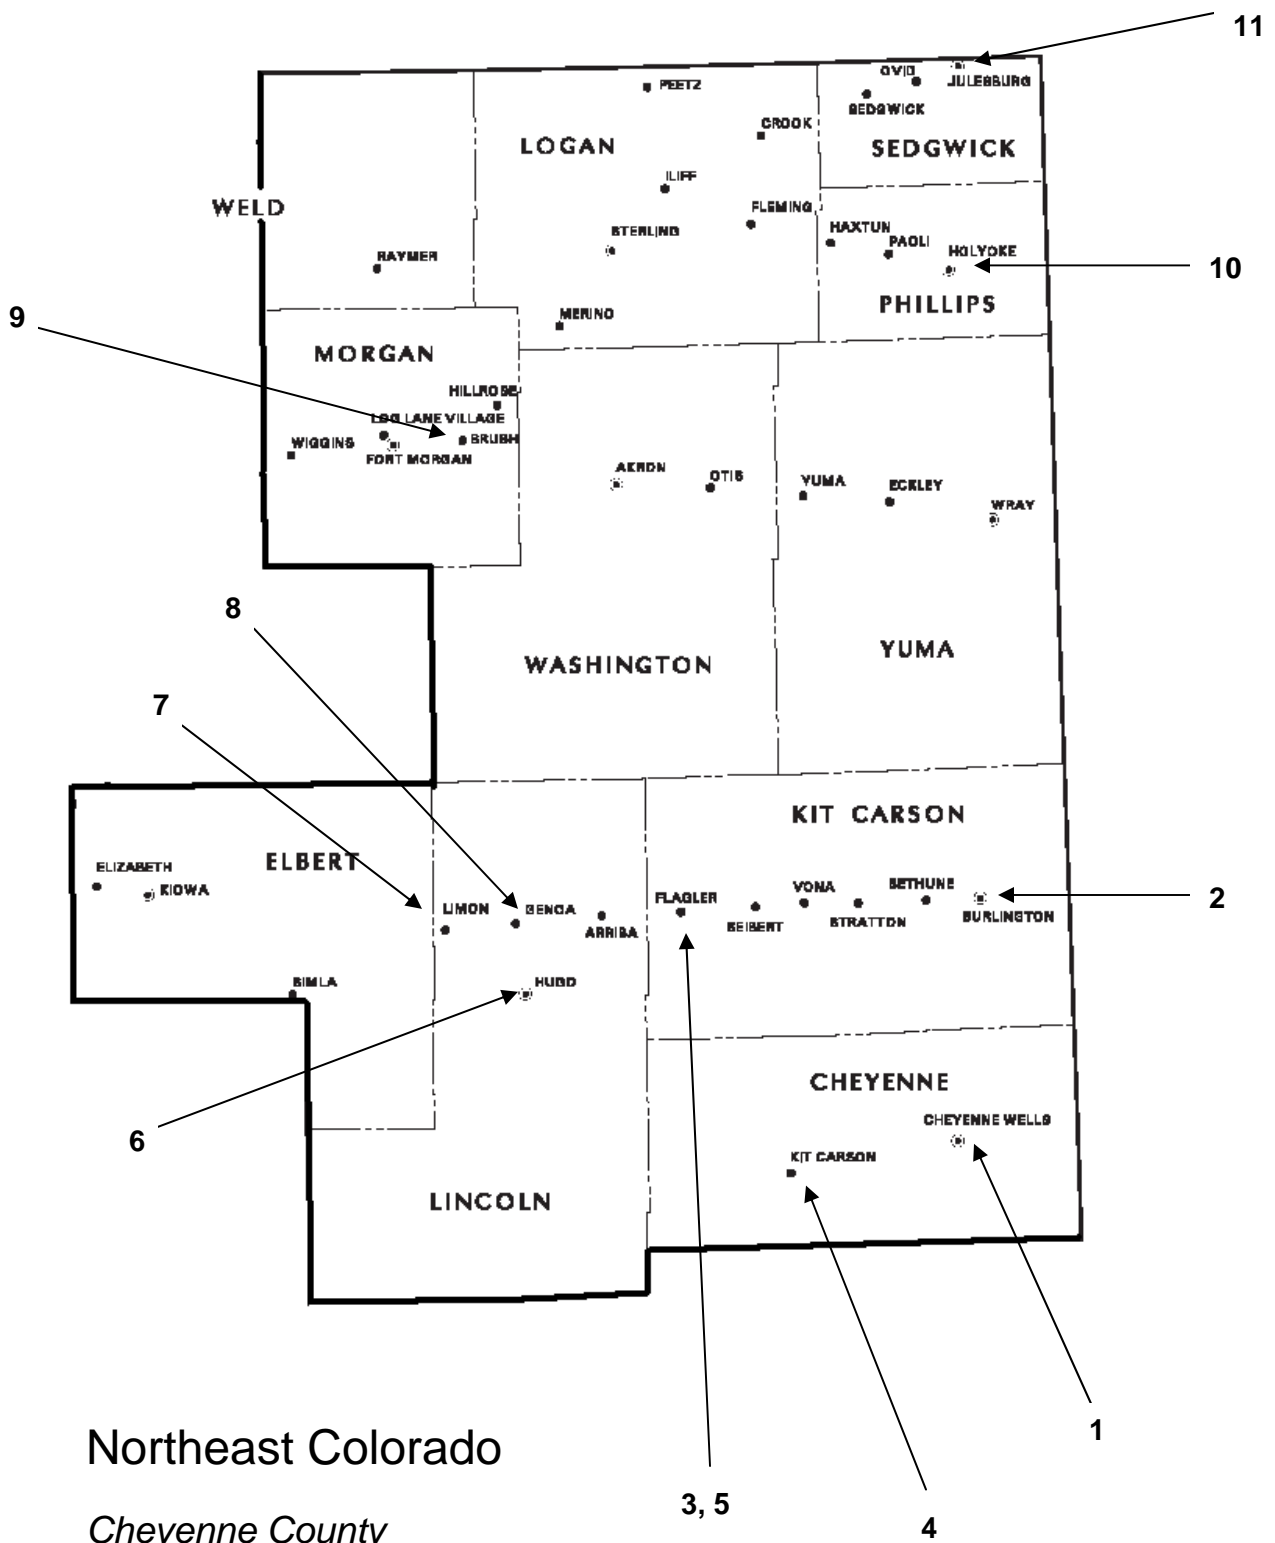 11
OVID
PEETZ
JULESBURG
SEDGWICK
CROOK
LOGAN
SEDGWICK
ILIFF
WELD
FLEMING
HAXTUN
STERLING
PAOLI
HOLYOKE
RAYMER
10
PHILLIPS
9
MERINO
MORGAN
HILLROSE
LOG LANE VILLAGE
WIGGINS
BRUSH
FORT MORGAN
AKRON
OTIS
YUMA
ECKLEY
WRAY
8
WASHINGTON
YUMA
7
KIT CARSON
ELBERT
ELIZABETH
KIOWA
LIMON
GENOA
ARRIBA
FLAGLER
SEIBERT
VONA
STRATTON
BETHUNE
BURLINGTON
2
SIMLA
HUGO
6
CHEYENNE
CHEYENNE WELLS
KIT CARSON
LINCOLN
1
Northeast Colorado
3, 5
4
Cheyenne County